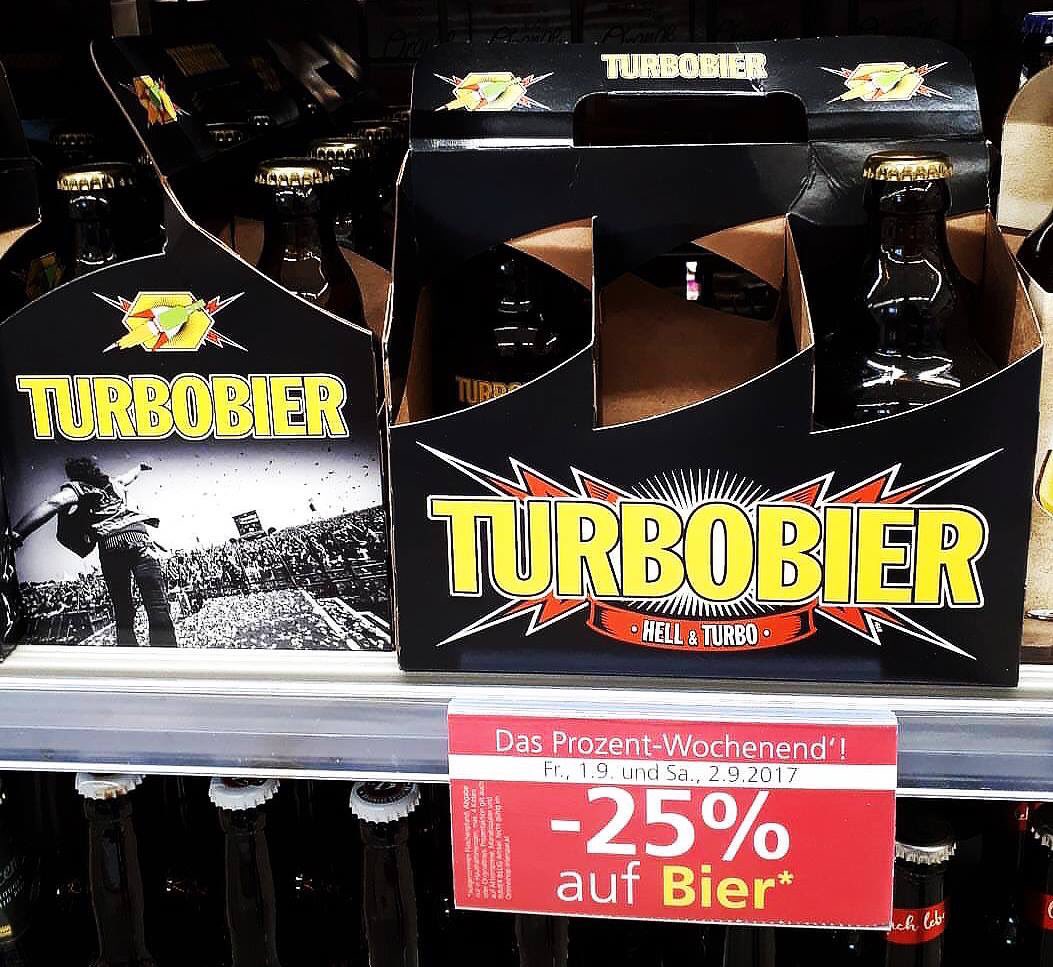 TURBOBIER
TURBOBIER
TURBOBIER
HELL & TURBO
Das Prozent-Wochenend'!
Fr., 1.9. und Sa., 2.9.2017
-25%
auf Bier*